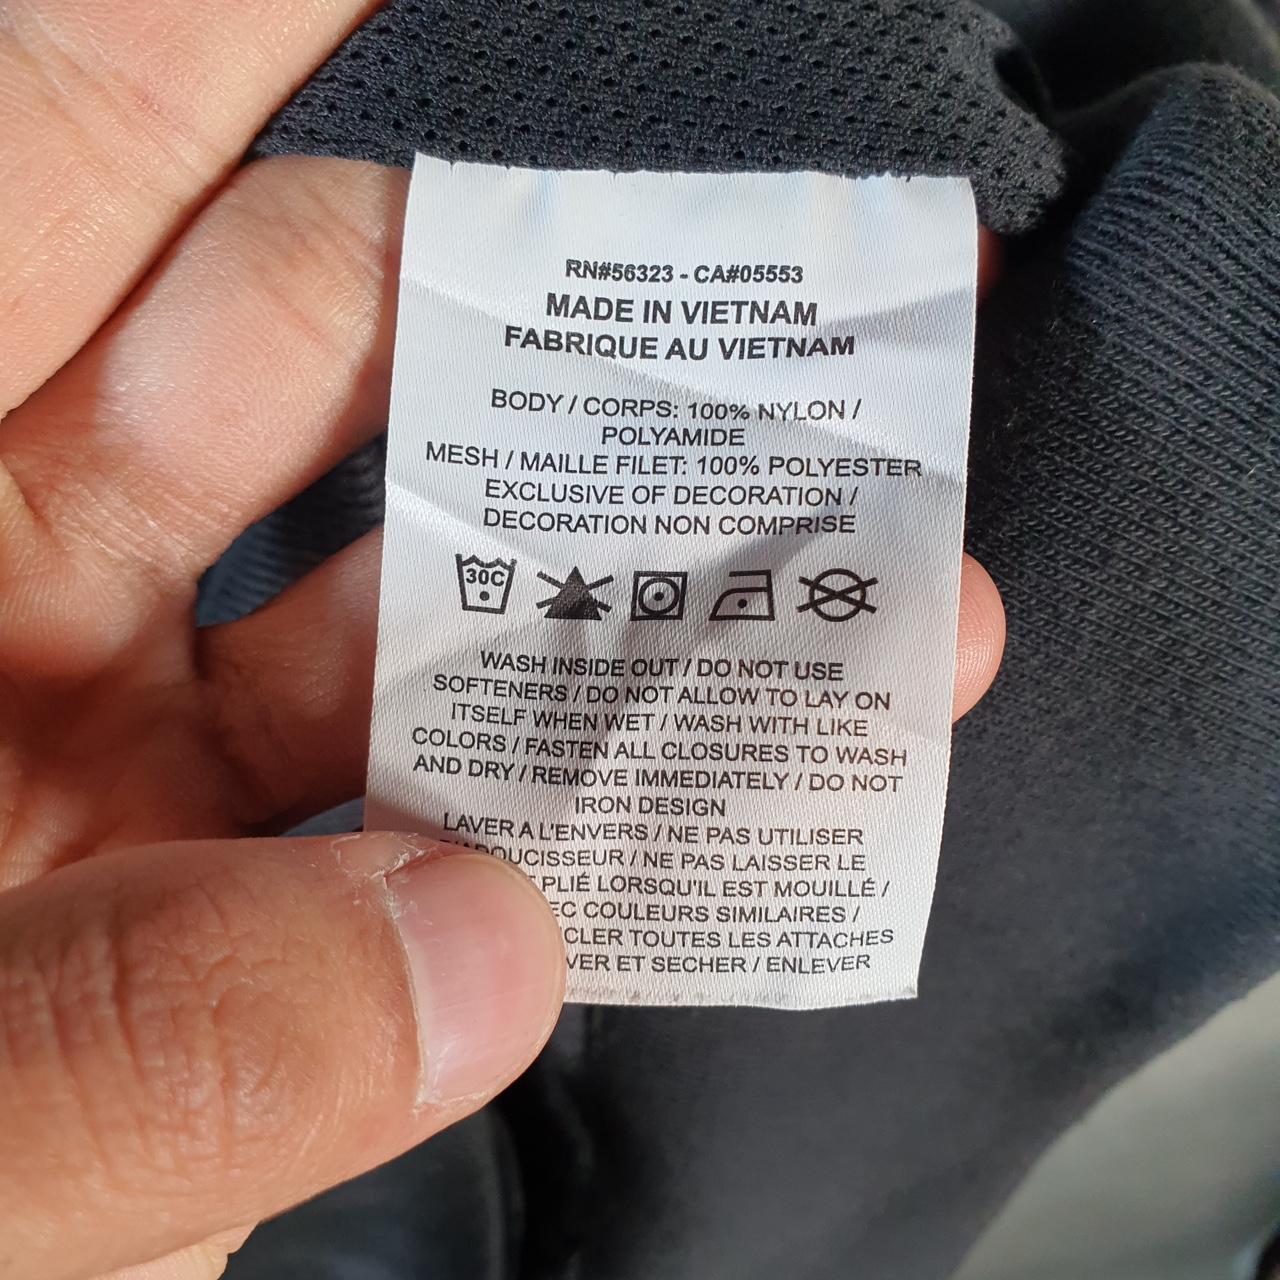 RN#56323 - CA#05553
MADE IN VIETNAM
FABRIQUE AU VIETNAM
BODY / CORPS: 100% NYLON /
POLYAMIDE
MESH / MAILLE FILET: 100% POLYESTER
EXCLUSIVE OF DECORATION /
DECORATION NON COMPRISE
30C
WASH INSIDE OUT / DO NOT USE
SOFTENERS / DO NOT ALLOW TO LAY ON
ITSELF WHEN WET / WASH WITH LIKE
COLORS / FASTEN ALL CLOSURES TO WASH
AND DRY / REMOVE IMMEDIATELY / DO NOT
IRON DESIGN
LAVER A L'ENVERS / NE PAS UTILISER
/ NE PAS LAISSER LE
PLIÉ LORSQU'IL EST MOUILLÉ /
COULEURS SIMILAIRES /
TOUTES LES ATTACHES
ET SECHER / ENLEVER